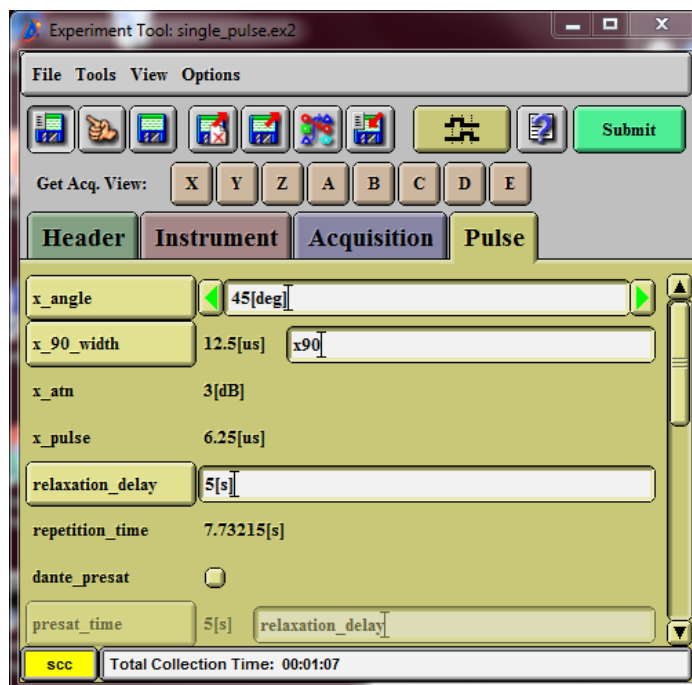 Experiment Tool: single_pulse.ex2
File Tools View Options
Submit
Get Acq. View: X Y Z A B C D E
Header Instrument Acquisition Pulse
x_angle 45[deg]
x_90_width 12.5[us] x90
x_atn 3[dB]
x_pulse 6.25[us]
relaxation_delay 5[s]
repetition_time 7.73215[s]
dante_presat
presat_time 5[s] relaxation_delay
scc Total Collection Time: 00:01:07